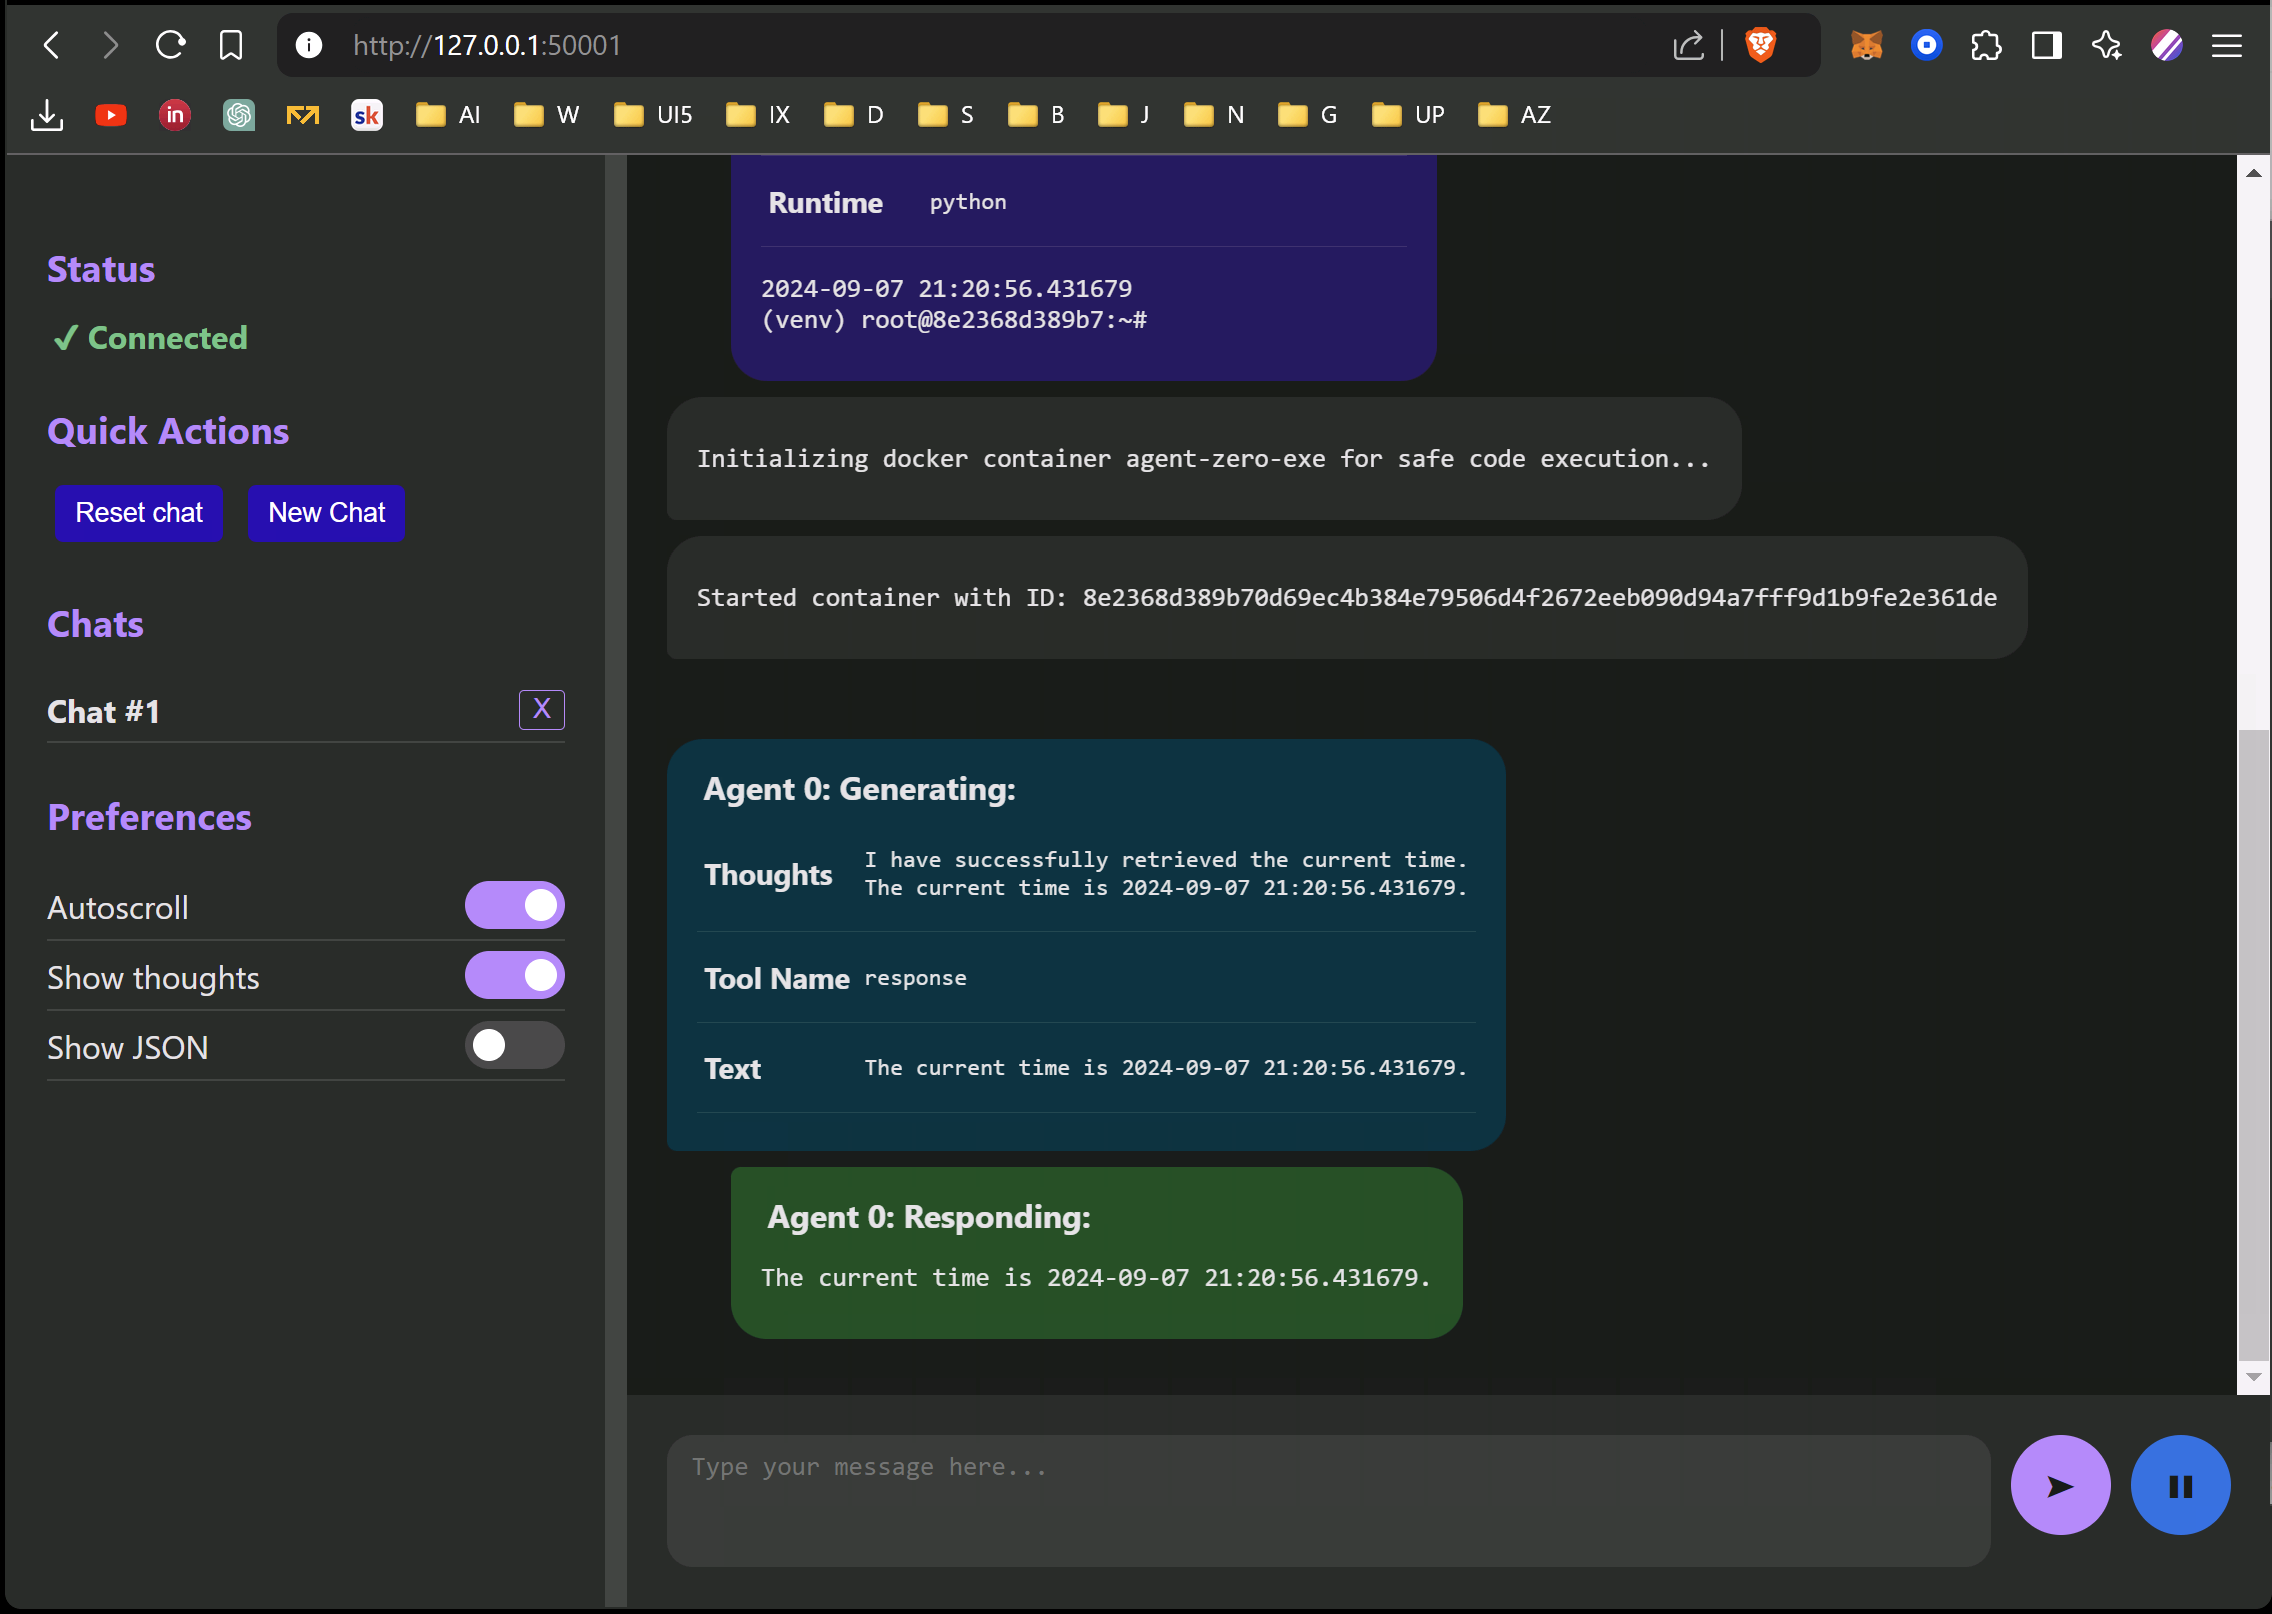 http://127.0.0.1:50001
in
sk
AI
W
UI5
IX
D
S
B
J
N
G
UP
AZ
Status
✓ Connected
Quick Actions
Reset chat
New Chat
Chats
Chat #1
X
Preferences
Autoscroll
Show thoughts
Show JSON
Runtime python
2024-09-07 21:20:56.431679
(venv) root@8e2368d389b7:~#
Initializing docker container agent-zero-exe for safe code execution...
Started container with ID: 8e2368d389b70d69ec4b384e79506d4f2672eeb090d94a7fff9d1b9fe2e361de
Agent 0: Generating:
Thoughts
I have successfully retrieved the current time.
The current time is 2024-09-07 21:20:56.431679.
Tool Name response
Text The current time is 2024-09-07 21:20:56.431679.
Agent 0: Responding:
The current time is 2024-09-07 21:20:56.431679.
Type your message here...